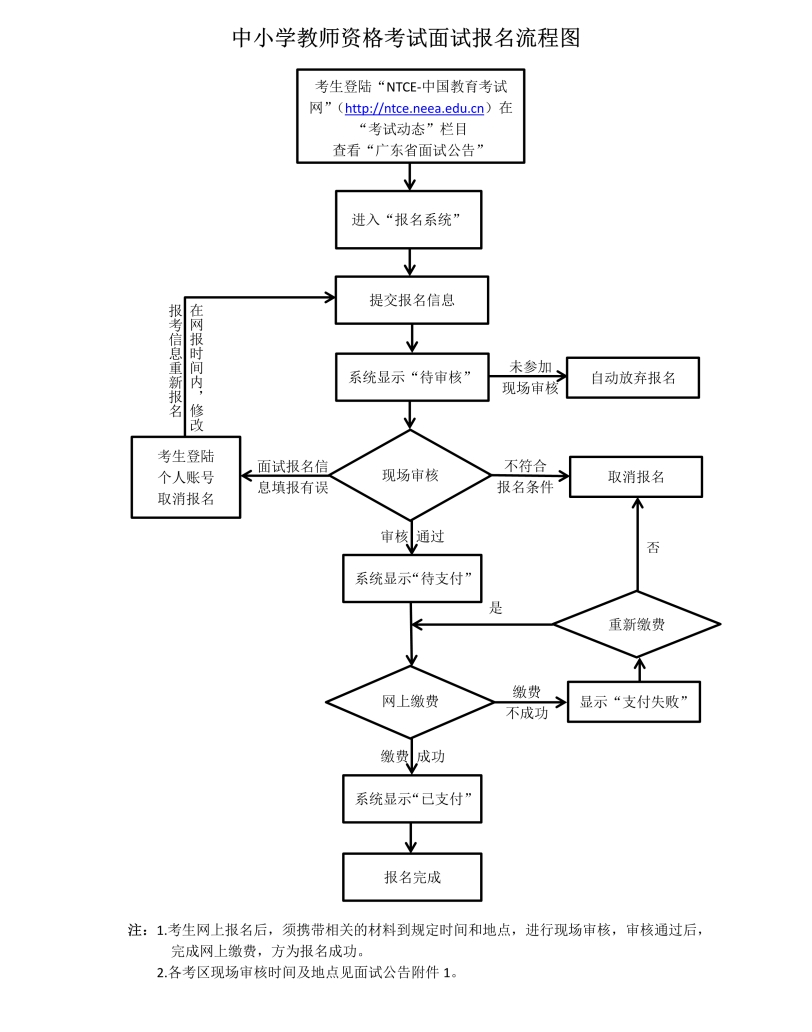 中小学教师资格考试面试报名流程图
考生登陆“NTCE-中国教育考试
网”（http://ntce.neea.edu.cn）在
“考试动态”栏目
查看“广东省面试公告”
进入“报名系统”
提交报名信息
在网报时间内，修改
报考信息重新报名
系统显示“待审核”
未参加
现场审核
自动放弃报名
考生登陆
个人账号
取消报名
面试报名信
息填报有误
现场审核
不符合
报名条件
取消报名
审核 通过
否
系统显示“待支付”
是
重新缴费
网上缴费
缴费
不成功
显示“支付失败”
缴费 成功
系统显示“已支付”
报名完成
注：1.考生网上报名后，须携带相关的材料到规定时间和地点，进行现场审核，审核通过后，
完成网上缴费，方为报名成功。
2.各考区现场审核时间及地点见面试公告附件 1。